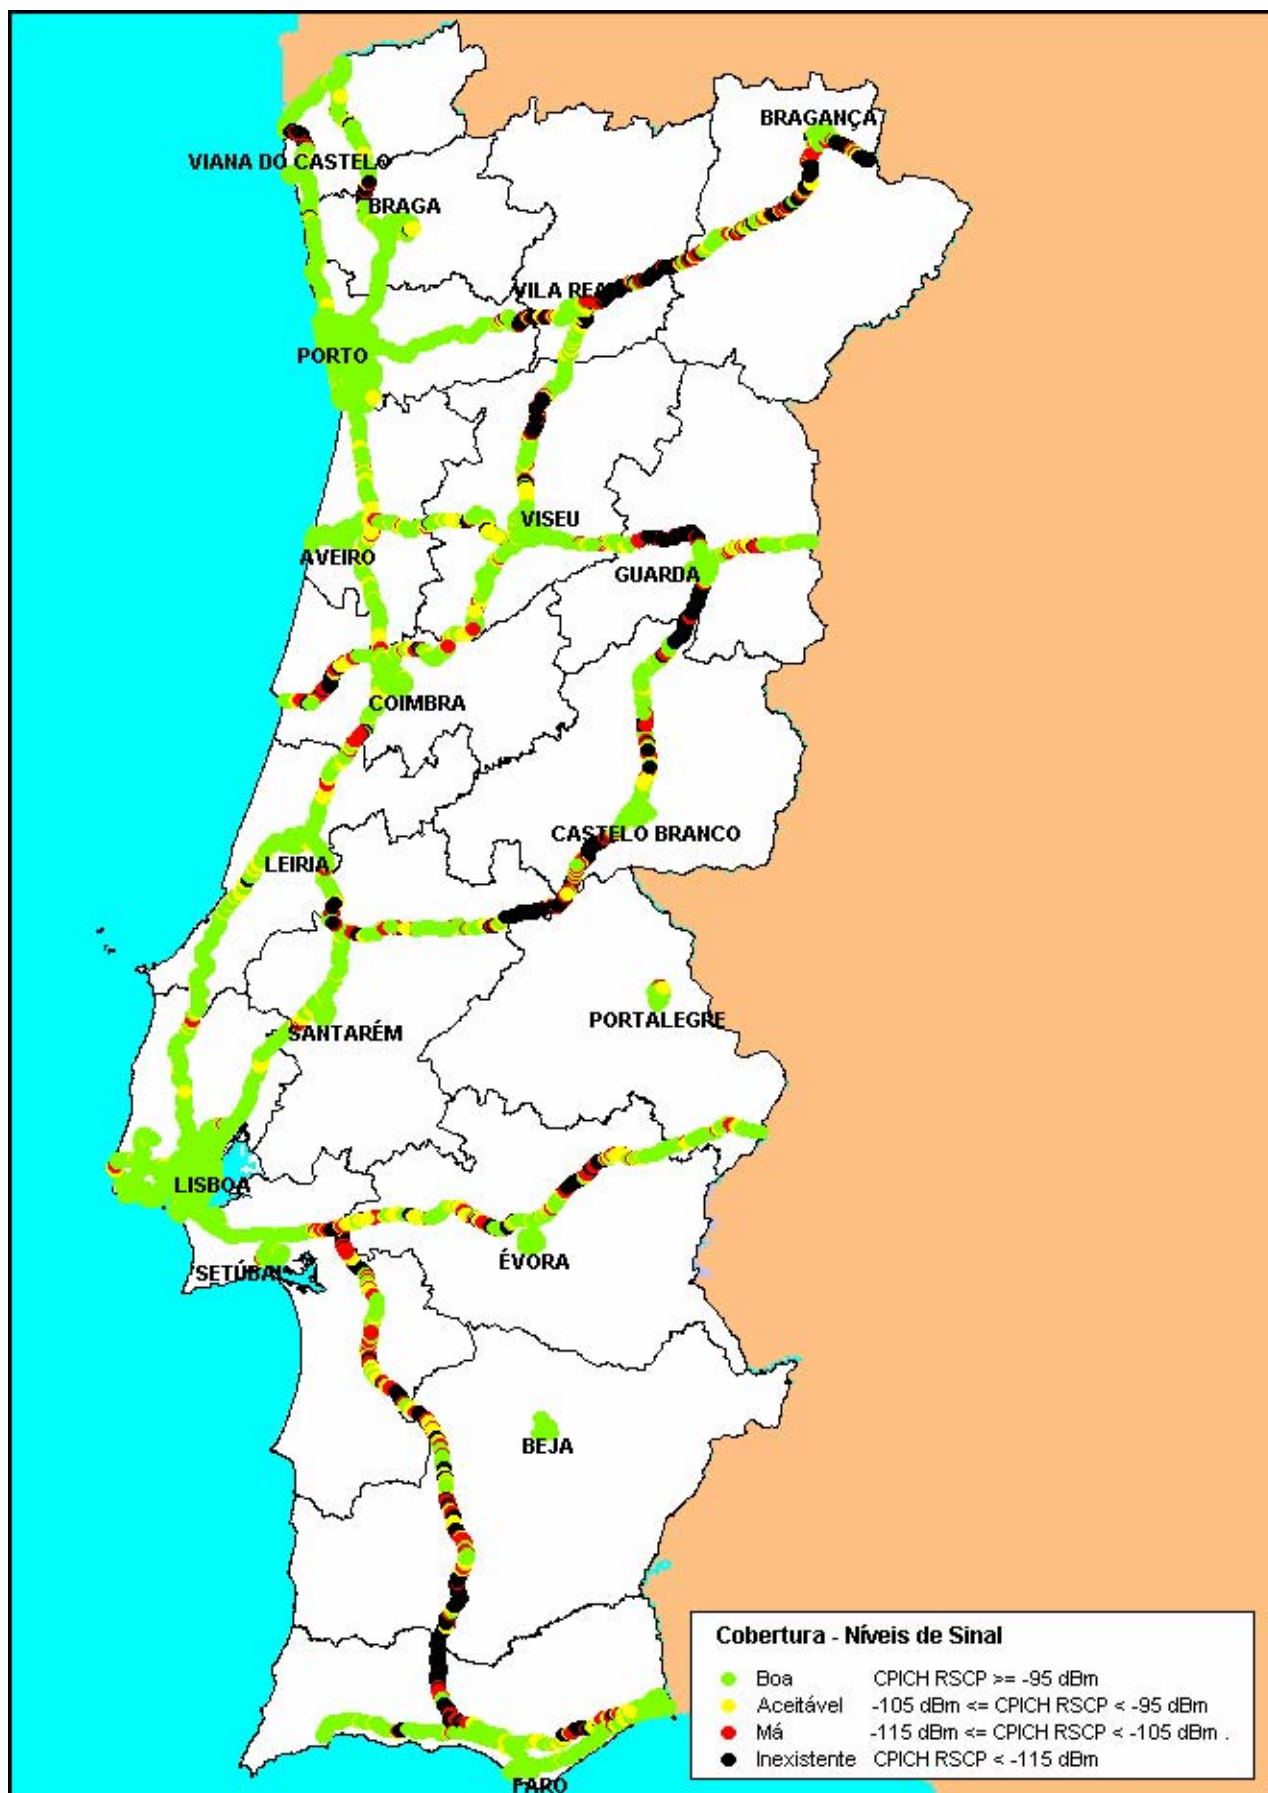 BRAGANÇA
VIANA DO CASTELO
BRAGA
VILA REA
PORTO
VISEU
AVEIRO
GUARDA
COIMBRA
CASTELO BRANCO
LEIRIA
PORTALEGRE
SANTARÉM
LISBOA
ÉVORA
SETÚBAL
BEJA
FARO
Cobertura - Níveis de Sinal
Boa CPICH RSCP >= -95 dBm
Aceitável -105 dBm <= CPICH RSCP < -95 dBm
Má -115 dBm <= CPICH RSCP < -105 dBm .
Inexistente CPICH RSCP < -115 dBm